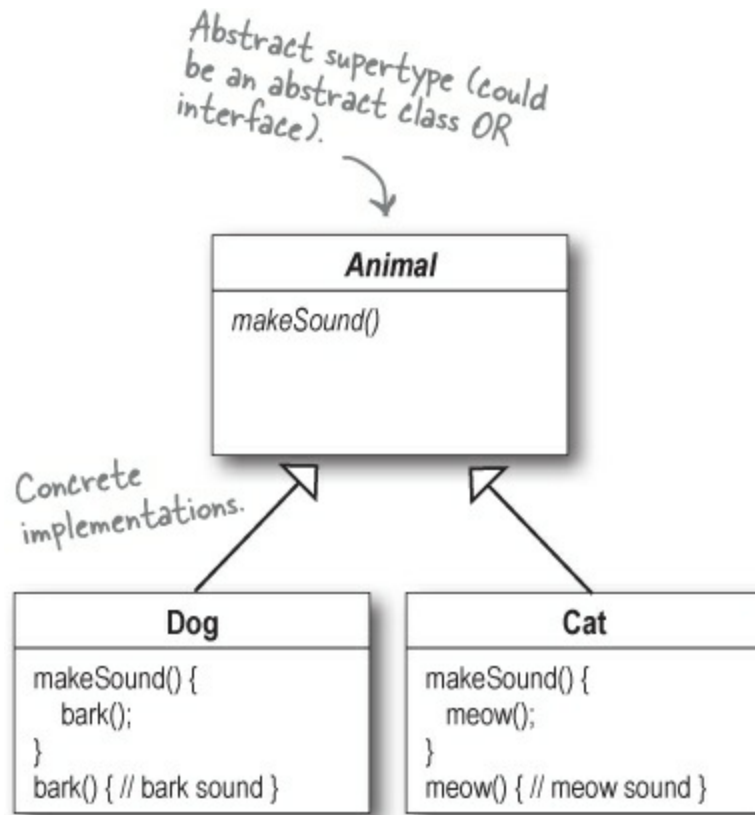 Abstract supertype (could
be an abstract class OR
interface).
Animal
makeSound()
Concrete
implementations.
Dog
makeSound() {
bark();
}
bark() { // bark sound }
Cat
makeSound() {
meow();
}
meow() { // meow sound }